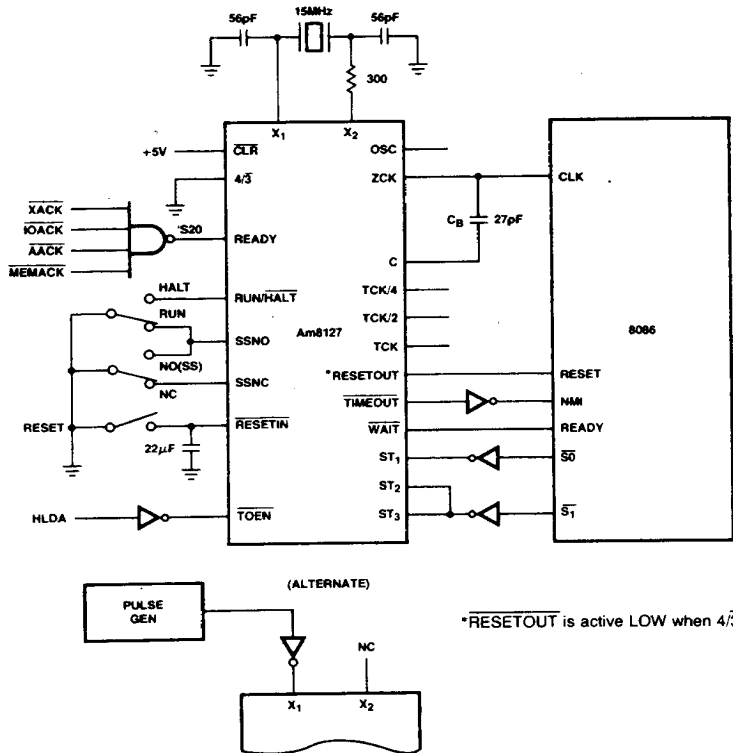 56pF 15MHz 56pF
300
X1 X2
+5V CLR OSC
4/3 ZCK CLK
XACK
IOACK 'S20 READY CB 27pF
AACK
MEMACK C
HALT RUN/HALT TCK/4
RUN Am8127 TCK/2 8086
SSNO TCK
NO(SS) *RESETOUT RESET
SSNC
NC TIMEOUT NMI
RESET RESETIN WAIT READY
22μF ST1 S0
ST2
HLDA TOEN ST3 S1
(ALTERNATE)
PULSE
GEN
*RESETOUT is active LOW when 4/3
NC
X1 X2